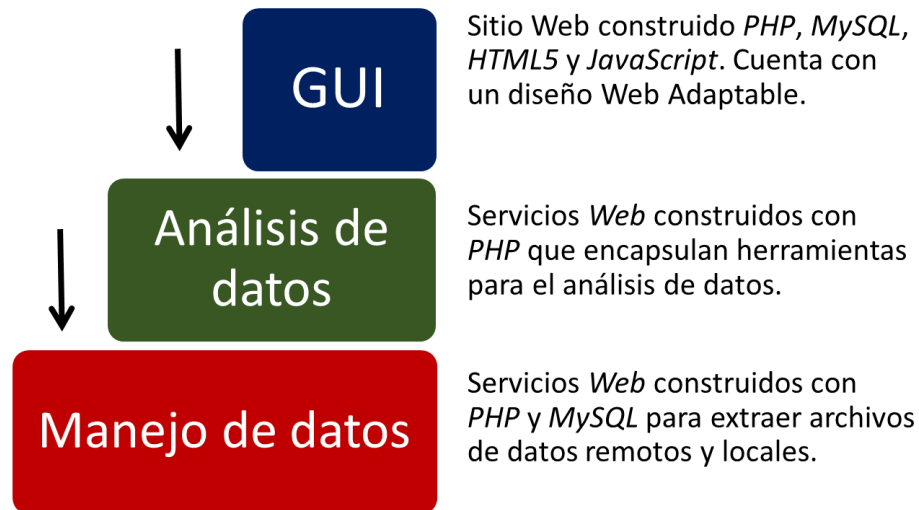 GUI
Sitio Web construido PHP, MySQL,
HTML5 y JavaScript. Cuenta con
un diseño Web Adaptable.
Análisis de
datos
Servicios Web construidos con
PHP que encapsulan herramientas
para el análisis de datos.
Manejo de datos
Servicios Web construidos con
PHP y MySQL para extraer archivos
de datos remotos y locales.